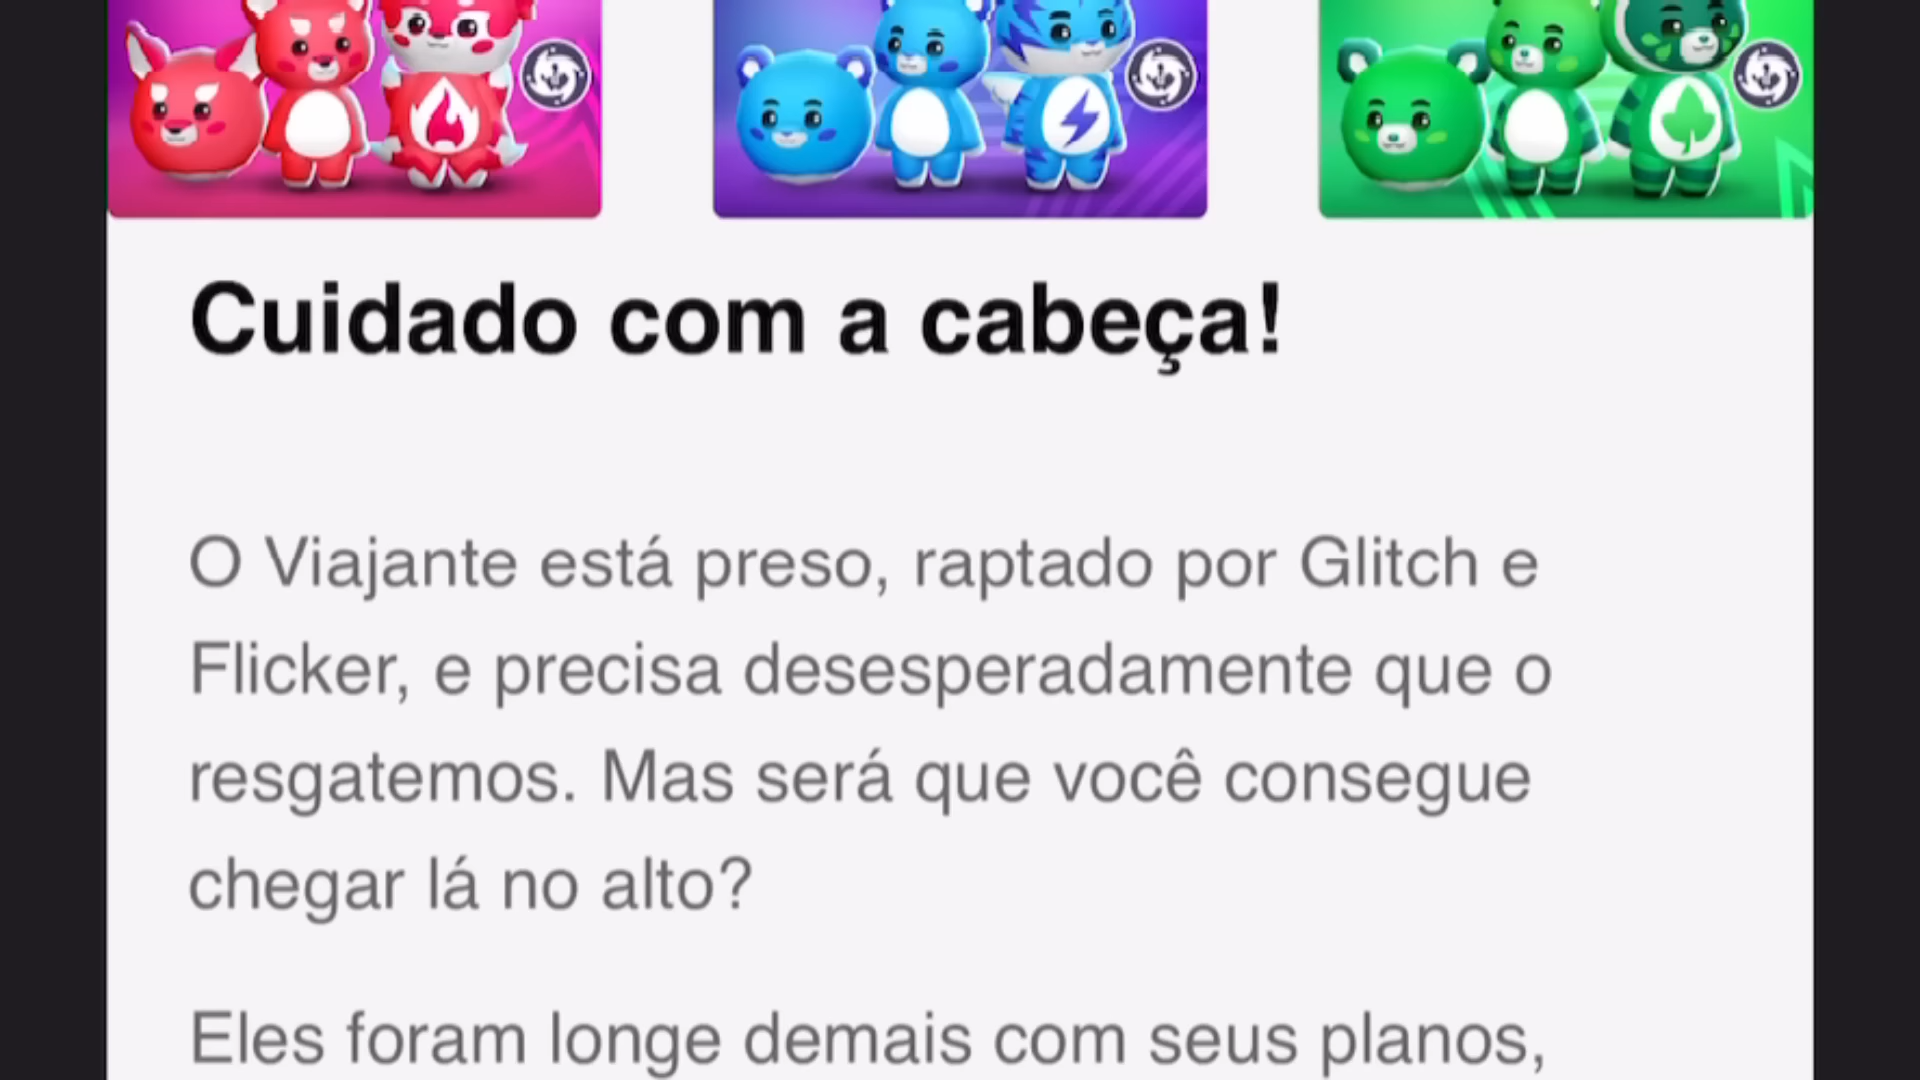 Cuidado com a cabeça!
O Viajante está preso, raptado por Glitch e
Flicker, e precisa desesperadamente que o
resgatemos. Mas será que você consegue
chegar lá no alto?
Eles foram longe demais com seus planos,